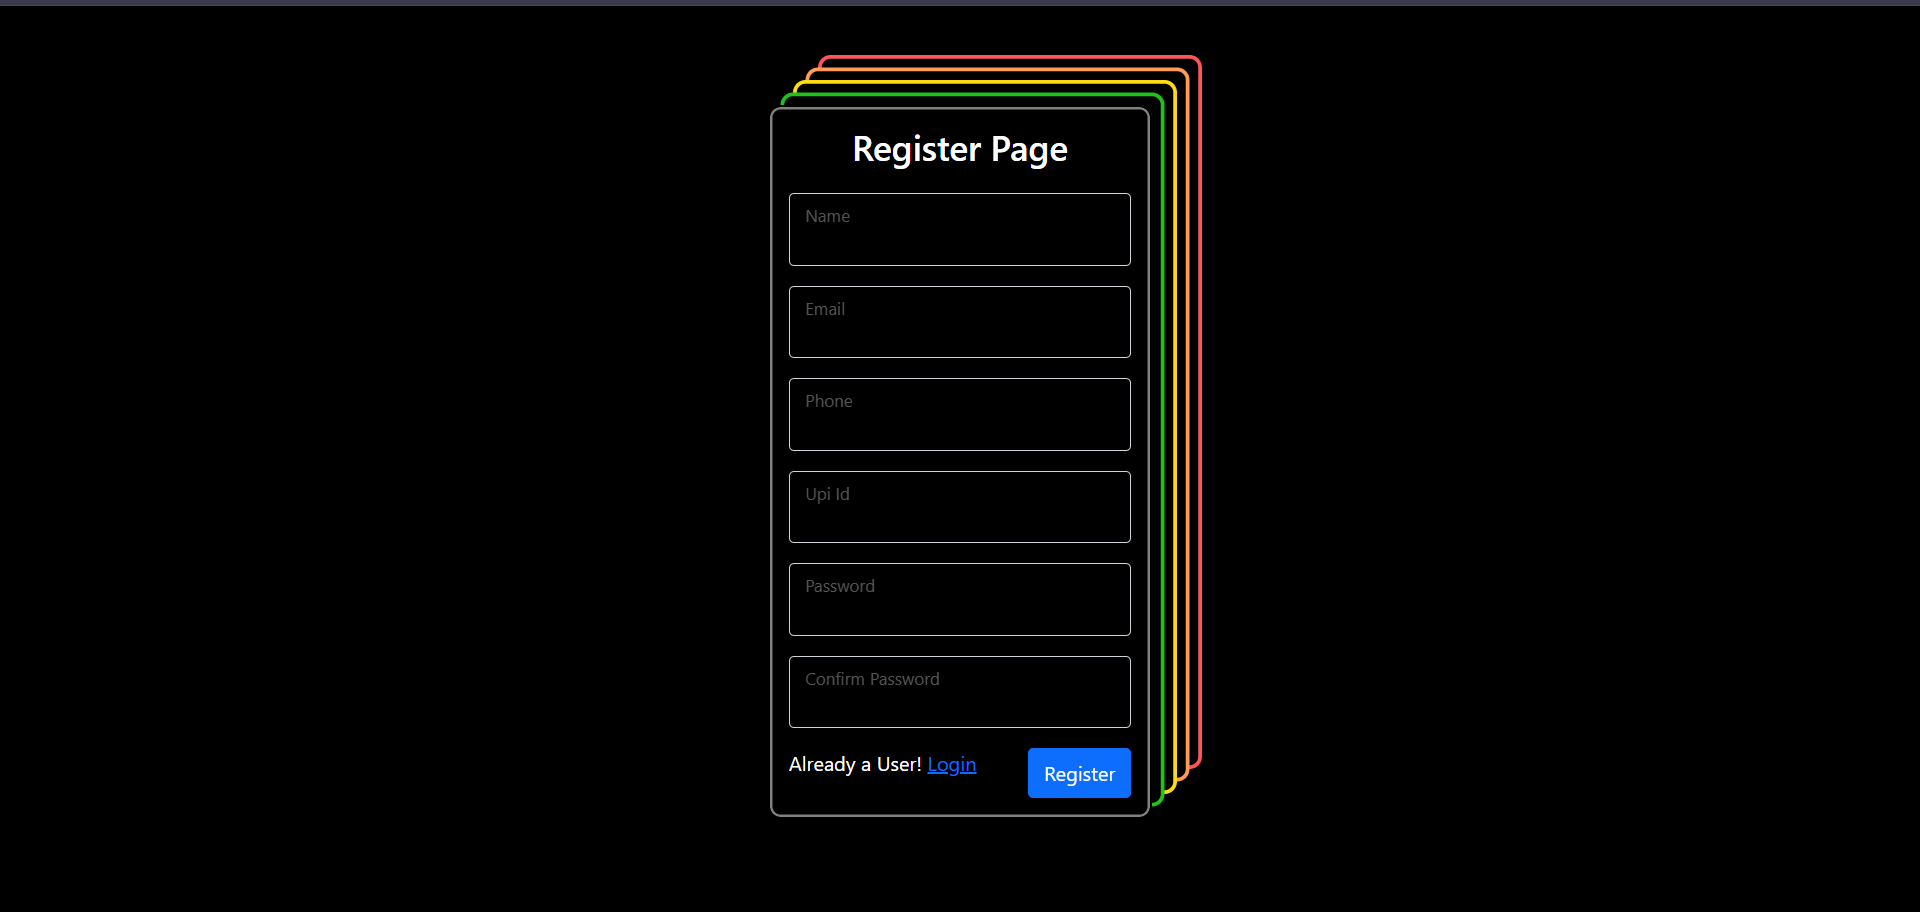 Register Page
Name
Email
Phone
Upi Id
Password
Confirm Password
Already a User! Login
Register